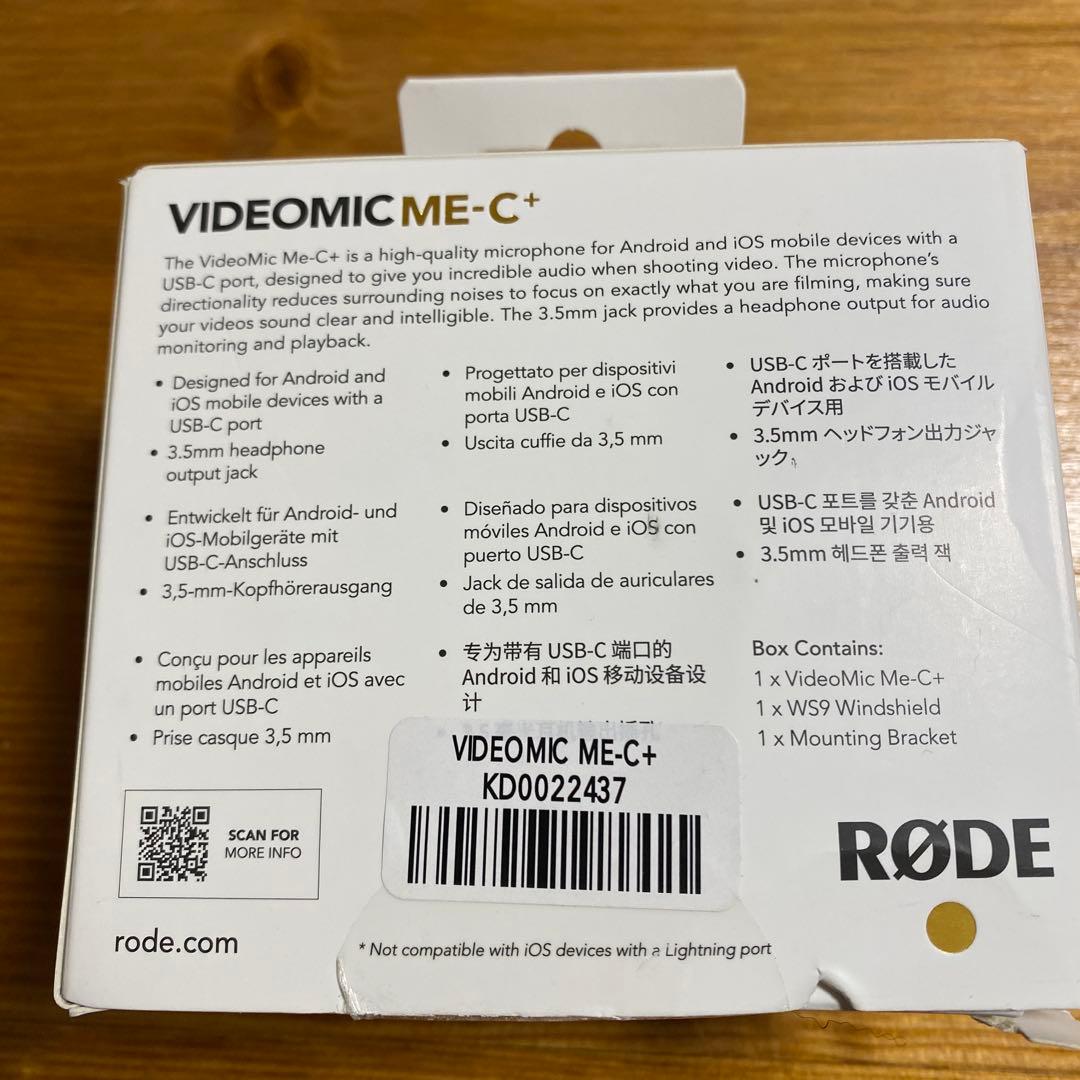 VIDEOMIC ME-C+
The VideoMic Me-C+ is a high-quality microphone for Android and iOS mobile devices with a
USB-C port, designed to give you incredible audio when shooting video. The microphone's
directionality reduces surrounding noises to focus on exactly what you are filming, making sure
your videos sound clear and intelligible. The 3.5mm jack provides a headphone output for audio
monitoring and playback.
• Designed for Android and
iOS mobile devices with a
USB-C port
• 3.5mm headphone
output jack
• Entwickelt für Android- und
iOS-Mobilgeräte mit
USB-C-Anschluss
• 3,5-mm-Kopfhörerausgang
• Conçu pour les appareils
mobiles Android et iOS avec
un port USB-C
• Prise casque 3,5 mm
• Progettato per dispositivi
mobili Android e iOS con
porta USB-C
• Uscita cuffie da 3,5 mm
• Diseñado para dispositivos
móviles Android e iOS con
puerto USB-C
• Jack de salida de auriculares
de 3,5 mm
• 专为带有 USB-C 端口的
Android 和 iOS 移动设备设
计
• USB-C ポートを搭載した
Android および iOS モバイル
デバイス用
• 3.5mm ヘッドフォン出力ジャ
ック。
• USB-C 포트를 갖춘 Android
및 iOS 모바일 기기용
• 3.5mm 헤드폰 출력 잭
Box Contains:
1 x VideoMic Me-C+
1 x WS9 Windshield
1 x Mounting Bracket
VIDEOMIC ME-C+
KD0022437
SCAN FOR
MORE INFO
RØDE
rode.com
* Not compatible with iOS devices with a Lightning port